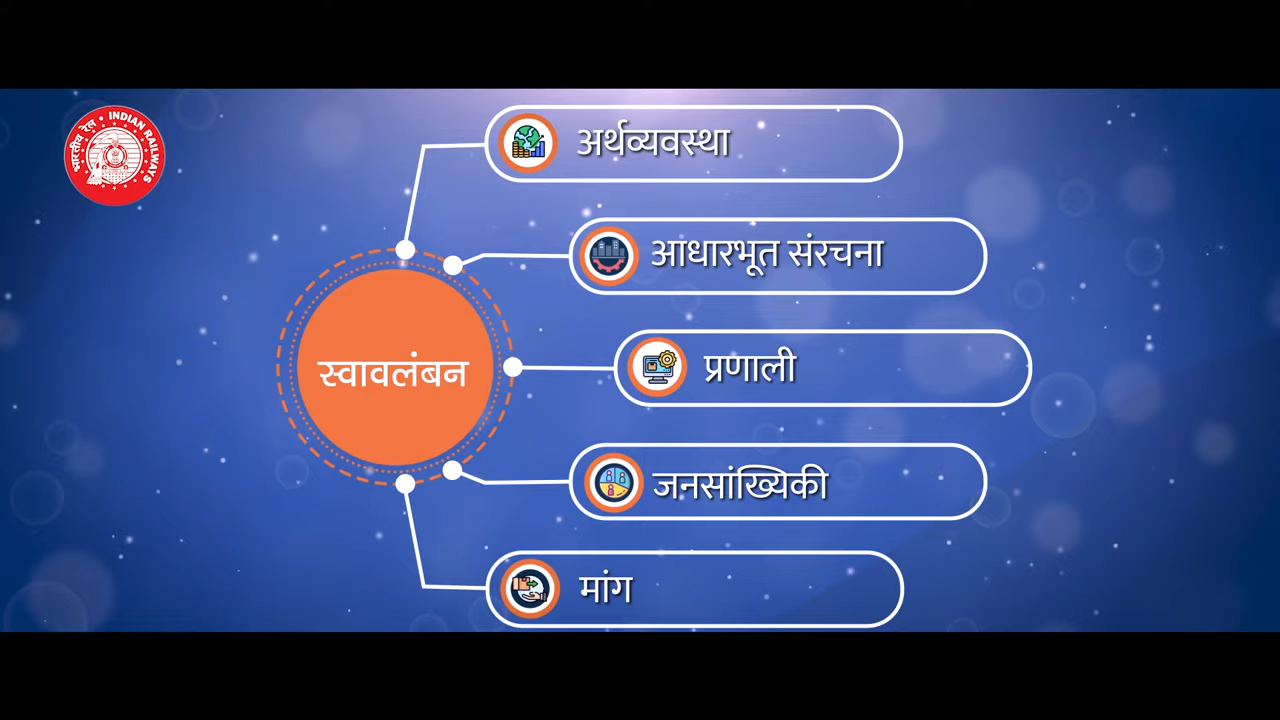 भारतीय रेल • INDIAN RAILWAYS
अर्थव्यवस्था
आधारभूत संरचना
स्वावलंबन
प्रणाली
जनसांख्यिकी
मांग